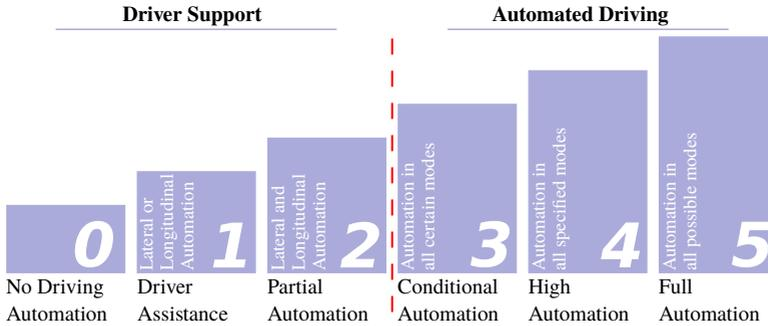 Driver Support
Automated Driving
0
Lateral or
Longitudinal
Automation
1
Lateral and
Longitudinal
Automation
2
Automation in
all certain modes
3
Automation in
all specified modes
4
Automation in
all possible modes
5
No Driving
Automation
Driver
Assistance
Partial
Automation
Conditional
Automation
High
Automation
Full
Automation